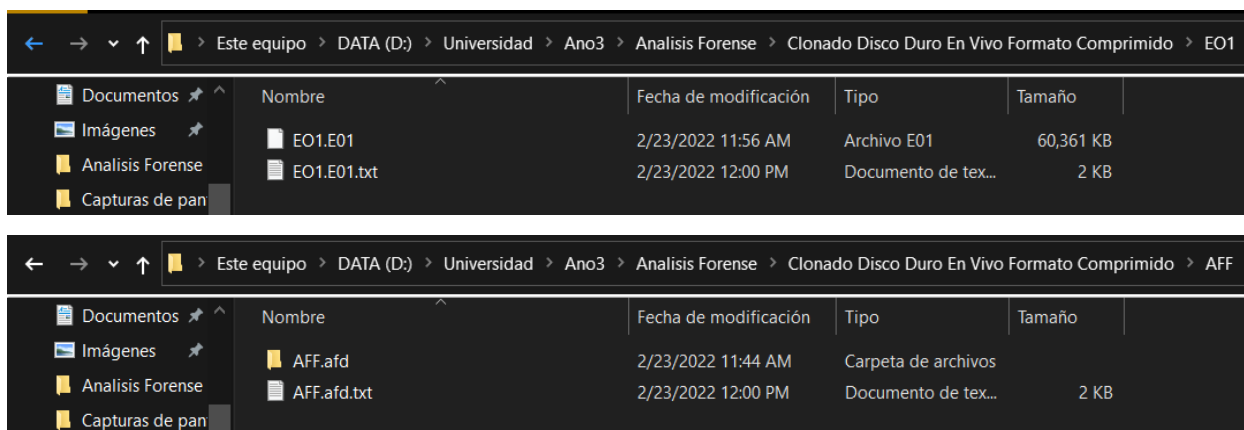 Este equipo > DATA (D:) > Universidad > Ano3 > Analisis Forense > Clonado Disco Duro En Vivo Formato Comprimido > EO1
Documentos Nombre Fecha de modificación Tipo Tamaño
Imágenes EO1.E01 2/23/2022 11:56 AM Archivo E01 60,361 KB
Analisis Forense EO1.E01.txt 2/23/2022 12:00 PM Documento de tex... 2 KB
Capturas de pan
Este equipo > DATA (D:) > Universidad > Ano3 > Analisis Forense > Clonado Disco Duro En Vivo Formato Comprimido > AFF
Documentos Nombre Fecha de modificación Tipo Tamaño
Imágenes AFF.afd 2/23/2022 11:44 AM Carpeta de archivos
Analisis Forense AFF.afd.txt 2/23/2022 12:00 PM Documento de tex... 2 KB
Capturas de pan